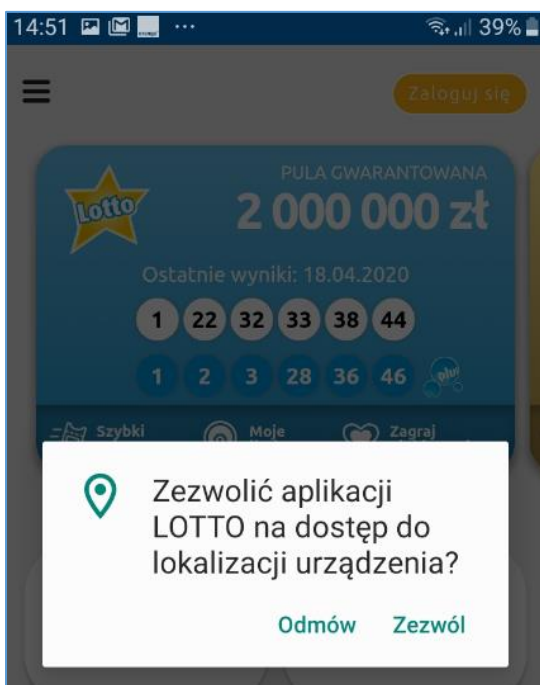 14:51 39%
Zaloguj się
PULA GWARANTOWANA
Lotto 2 000 000 zł
Ostatnie wyniki: 18.04.2020
1 22 32 33 38 44
1 2 3 28 36 46 plus
Szybki Moje Zagraj
Zezwolić aplikacji
LOTTO na dostęp do
lokalizacji urządzenia?
Odmów Zezwól